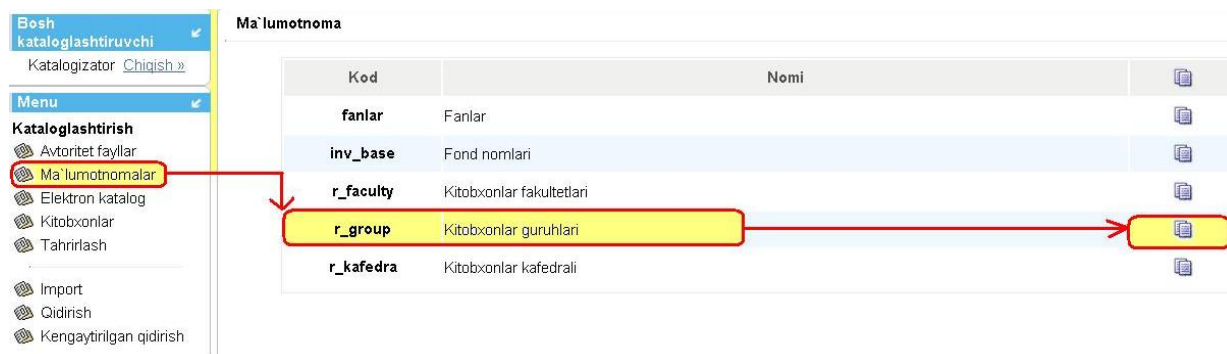 Bosh
kataloglashtiruvchi
Katalogizator Chiqish »
Menu
Kataloglashtirish
Avtoritet fayllar
Ma`lumotnomalar
Elektron katalog
Kitobxonlar
Tahrirlash
Import
Qidirish
Kengaytirilgan qidirish
Ma`lumotnoma
Kod Nomi
fanlar Fanlar
inv_base Fond nomlari
r_faculty Kitobxonlar fakultetlari
r_group Kitobxonlar guruhlari
r_kafedra Kitobxonlar kafedrali